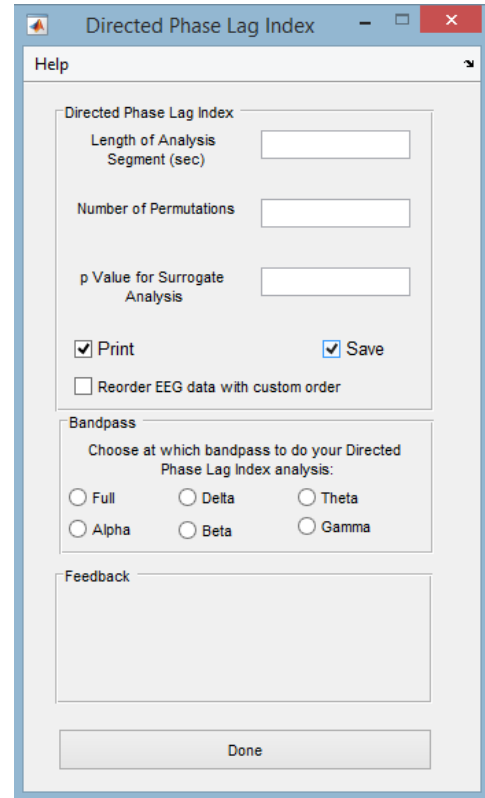 Directed Phase Lag Index
Help
Directed Phase Lag Index
Length of Analysis
Segment (sec)
Number of Permutations
p Value for Surrogate
Analysis
Print
Save
Reorder EEG data with custom order
Bandpass
Choose at which bandpass to do your Directed
Phase Lag Index analysis:
Full
Delta
Theta
Alpha
Beta
Gamma
Feedback
Done